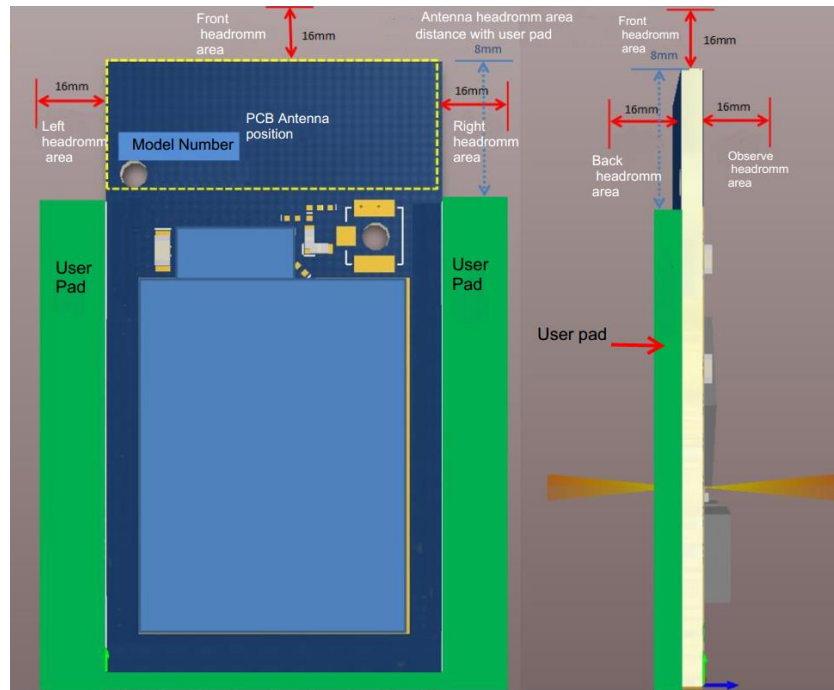 Front
headromm
area
16mm
Antenna headromm area
distance with user pad
8mm
16mm
16mm
Left
headromm
area
PCB Antenna
position
Model Number
Right
headromm
area
User
Pad
User
Pad
Front
headromm
area
16mm
8mm
16mm
16mm
Back
headromm
area
Observe headromm
area
User pad